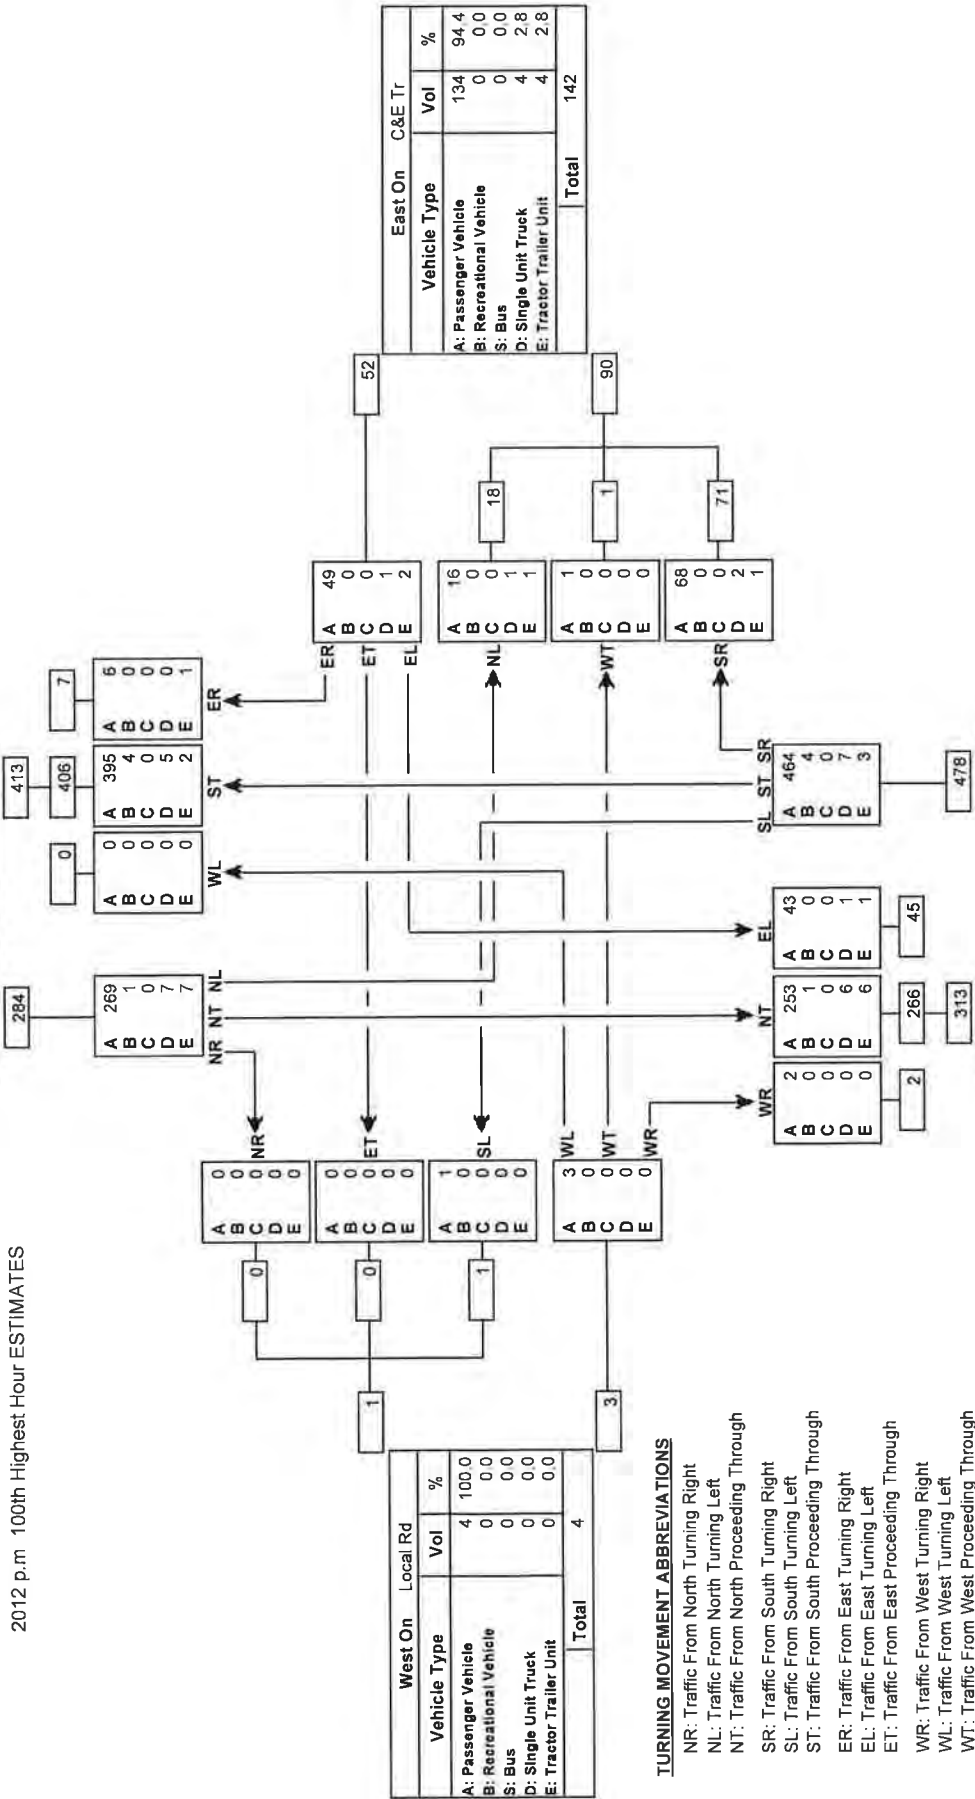 2012 p.m 100th Highest Hour ESTIMATES
284
A 269
B 1
C 0
D 7
E 7
NR NT NL
0
A 0
B 0
C 0
D 0
E 0
WL
413
406
A 395
B 4
C 0
D 5
E 2
ST
7
A 6
B 0
C 0
D 0
E 1
ER
West On Local Rd
Vehicle Type Vol %
A: Passenger Vehicle 4 100.0
B: Recreational Vehicle 0 0.0
S: Bus 0 0.0
D: Single Unit Truck 0 0.0
E: Tractor Trailer Unit 0 0.0
Total 4
1
0
A 0
B 0
C 0
D 0
E 0
NR
0
A 0
B 0
C 0
D 0
E 0
ET
1
A 1
B 0
C 0
D 0
E 0
SL
3
A 3
B 0
C 0
D 0
E 0
WL
WT
WR
ER
ET
EL
A 49
B 0
C 0
D 1
E 2
52
NL
A 16
B 0
C 0
D 1
E 1
18
WT
A 1
B 0
C 0
D 0
E 0
1
SR
A 68
B 0
C 0
D 2
E 1
71
90
East On C&E Tr
Vehicle Type Vol %
A: Passenger Vehicle 134 94.4
B: Recreational Vehicle 0 0.0
S: Bus 0 0.0
D: Single Unit Truck 4 2.8
E: Tractor Trailer Unit 4 2.8
Total 142
WR
A 2
B 0
C 0
D 0
E 0
2
NT
A 253
B 1
C 0
D 6
E 6
266
313
EL
A 43
B 0
C 0
D 1
E 1
45
SL ST SR
A 464
B 4
C 0
D 7
E 3
478
TURNING MOVEMENT ABBREVIATIONS
NR: Traffic From North Turning Right
NL: Traffic From North Turning Left
NT: Traffic From North Proceeding Through
SR: Traffic From South Turning Right
SL: Traffic From South Turning Left
ST: Traffic From South Proceeding Through
ER: Traffic From East Turning Right
EL: Traffic From East Turning Left
ET: Traffic From East Proceeding Through
WR: Traffic From West Turning Right
WL: Traffic From West Turning Left
WT: Traffic From West Proceeding Through